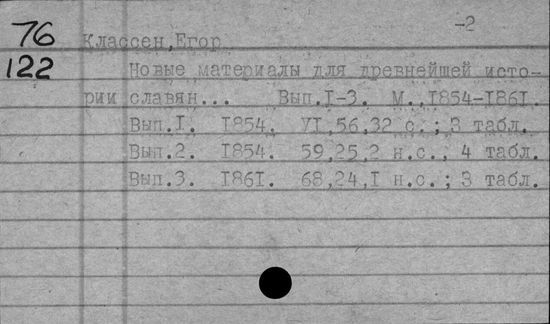 -2
76 Классен,Егор
122 Новые материалы для древнейшей исто-
рии славян... Вып.I-3. М.,I854-I86I.
Вып.I. I854. VI,56,32 с.; 3 табл.
Вып.2. I854. 59,25,2 н.с., 4 табл.
Вып.3. I86I. 68,24,I н.с.; 3 табл.